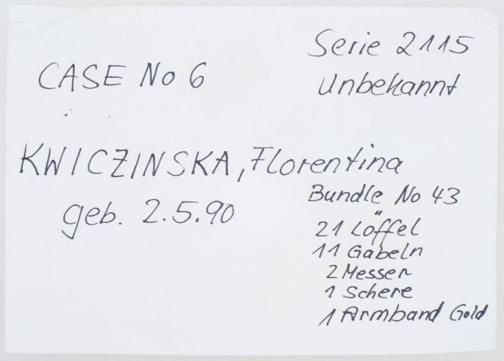 Serie 2115
CASE No 6
Unbekannt
KWICZINSKA, Florentina
geb. 2.5.90
Bundle No 43
21 Löffel
11 Gabeln
2 Messer
1 Schere
1 Armband Gold